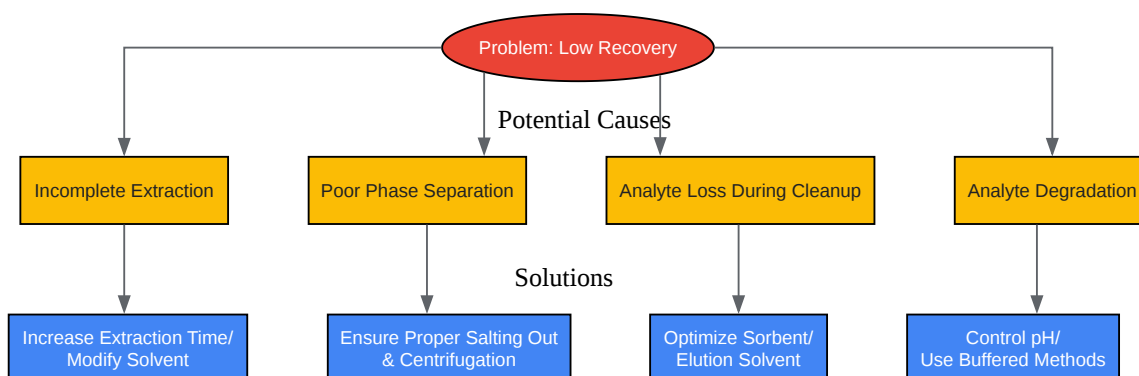 Problem: Low Recovery
Potential Causes
Incomplete Extraction
Poor Phase Separation
Analyte Loss During Cleanup
Analyte Degradation
Solutions
Increase Extraction Time/
Modify Solvent
Ensure Proper Salting Out
& Centrifugation
Optimize Sorbent/
Elution Solvent
Control pH/
Use Buffered Methods